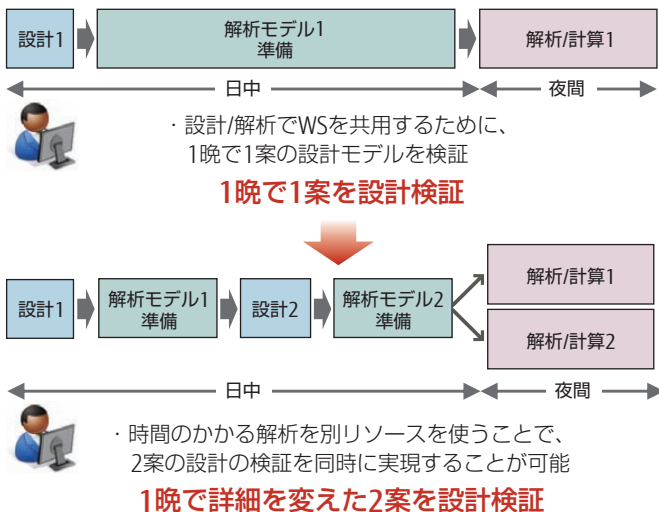 設計1
解析モデル1
準備
解析/計算1
日中
夜間
・設計/解析でWSを共用するために、
1晩で1案の設計モデルを検証
1晩で1案を設計検証
設計1
解析モデル1
準備
設計2
解析モデル2
準備
解析/計算1
解析/計算2
日中
夜間
・時間のかかる解析を別リソースを使うことで、
2案の設計の検証を同時に実現することが可能
1晩で詳細を変えた2案を設計検証